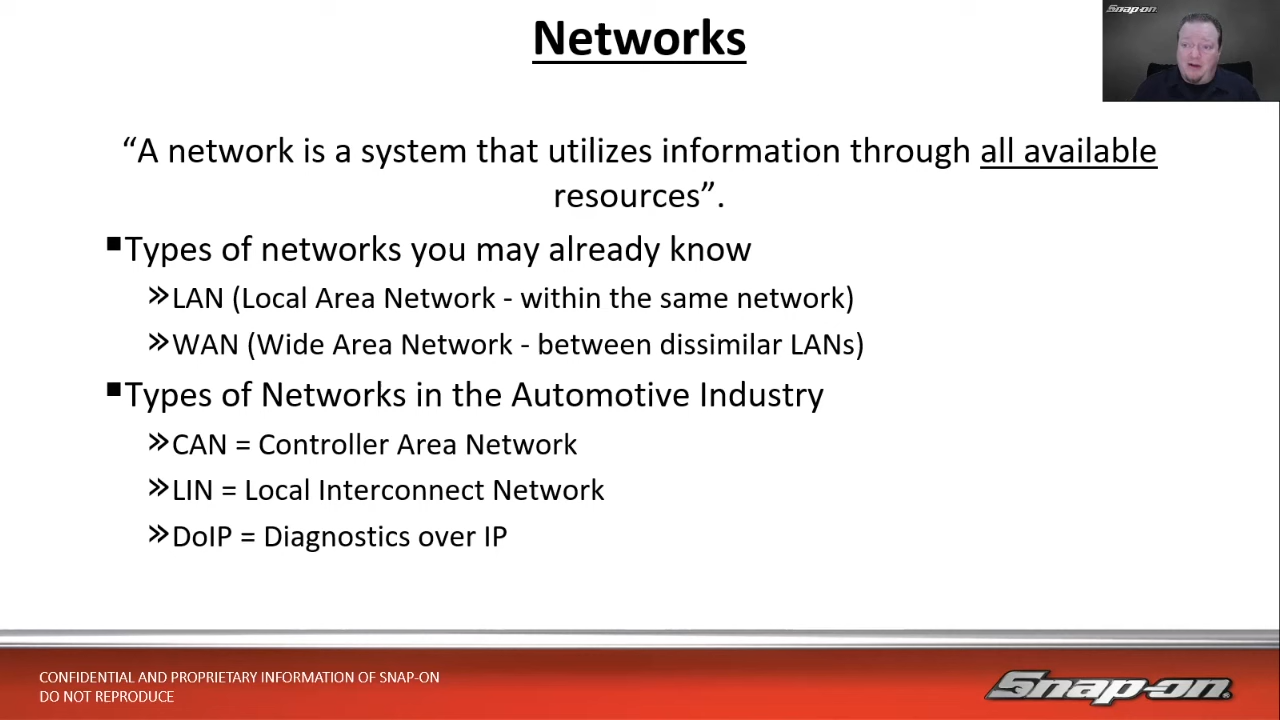 Networks
Snap-on
“A network is a system that utilizes information through all available
resources”.
▪Types of networks you may already know
»LAN (Local Area Network - within the same network)
»WAN (Wide Area Network - between dissimilar LANs)
▪Types of Networks in the Automotive Industry
»CAN = Controller Area Network
»LIN = Local Interconnect Network
»DoIP = Diagnostics over IP
CONFIDENTIAL AND PROPRIETARY INFORMATION OF SNAP-ON
DO NOT REPRODUCE
Snap-on®